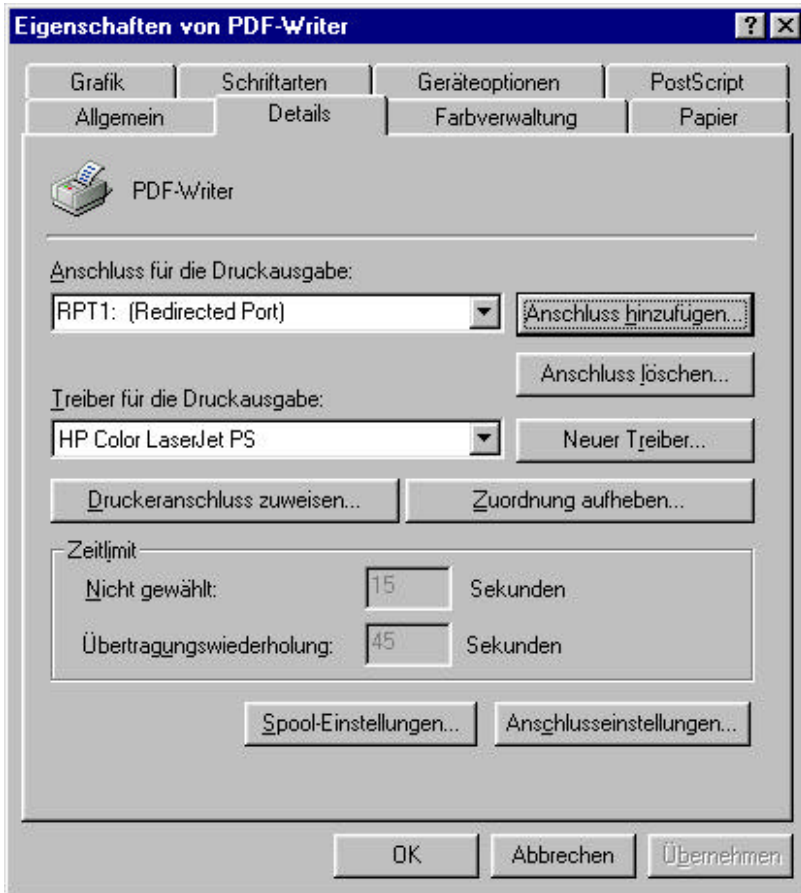 Eigenschaften von PDF-Writer
Grafik Schriftarten Geräteoptionen PostScript
Allgemein Details Farbverwaltung Papier
PDF-Writer
Anschluss für die Druckausgabe:
RPT1: (Redirected Port) Anschluss hinzufügen...
Anschluss löschen...
Treiber für die Druckausgabe:
HP Color LaserJet PS Neuer Treiber...
Druckeranschluss zuweisen... Zuordnung aufheben...
Zeitlimit
Nicht gewählt: 15 Sekunden
Übertragungswiederholung: 45 Sekunden
Spool-Einstellungen... Anschlusseinstellungen...
OK Abbrechen Übernehmen